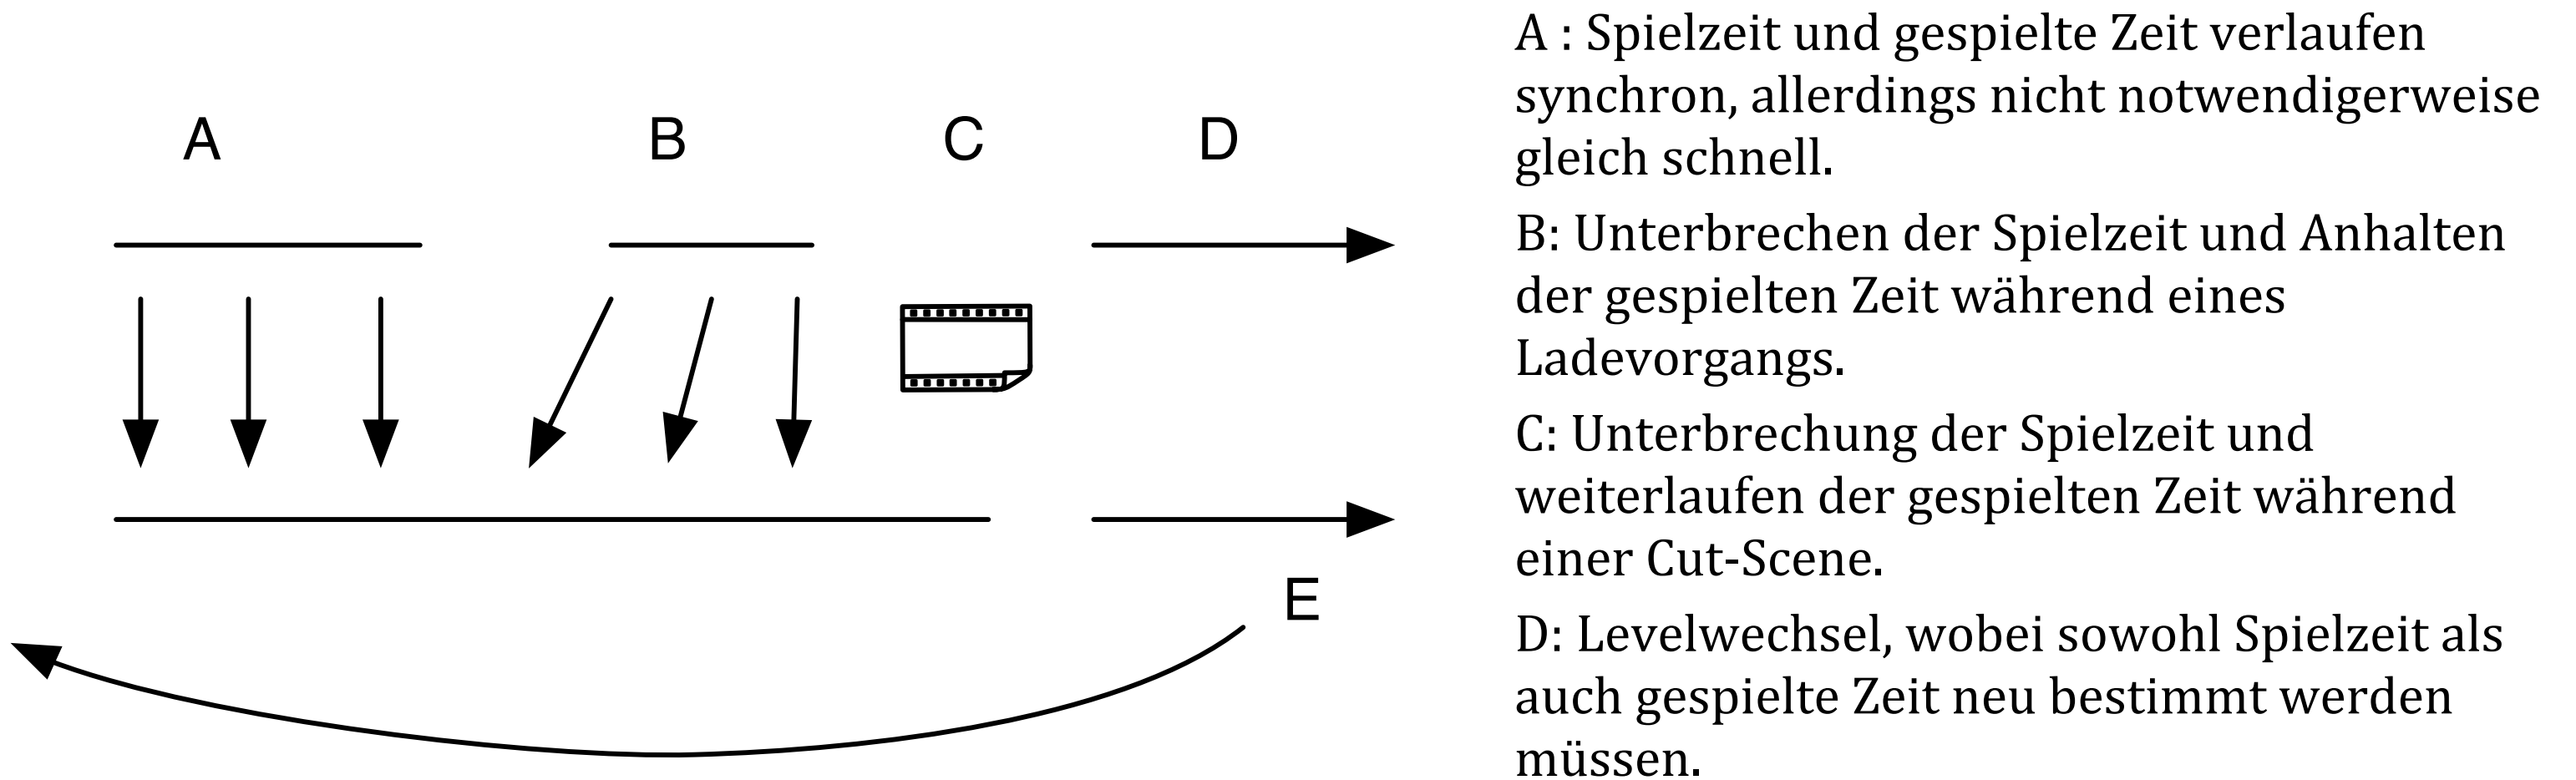 A
B
C
D
E
A : Spielzeit und gespielte Zeit verlaufen
synchron, allerdings nicht notwendigerweise
gleich schnell.
B: Unterbrechen der Spielzeit und Anhalten
der gespielten Zeit während eines
Ladevorgangs.
C: Unterbrechung der Spielzeit und
weiterlaufen der gespielten Zeit während
einer Cut-Scene.
D: Levelwechsel, wobei sowohl Spielzeit als
auch gespielte Zeit neu bestimmt werden
müssen.